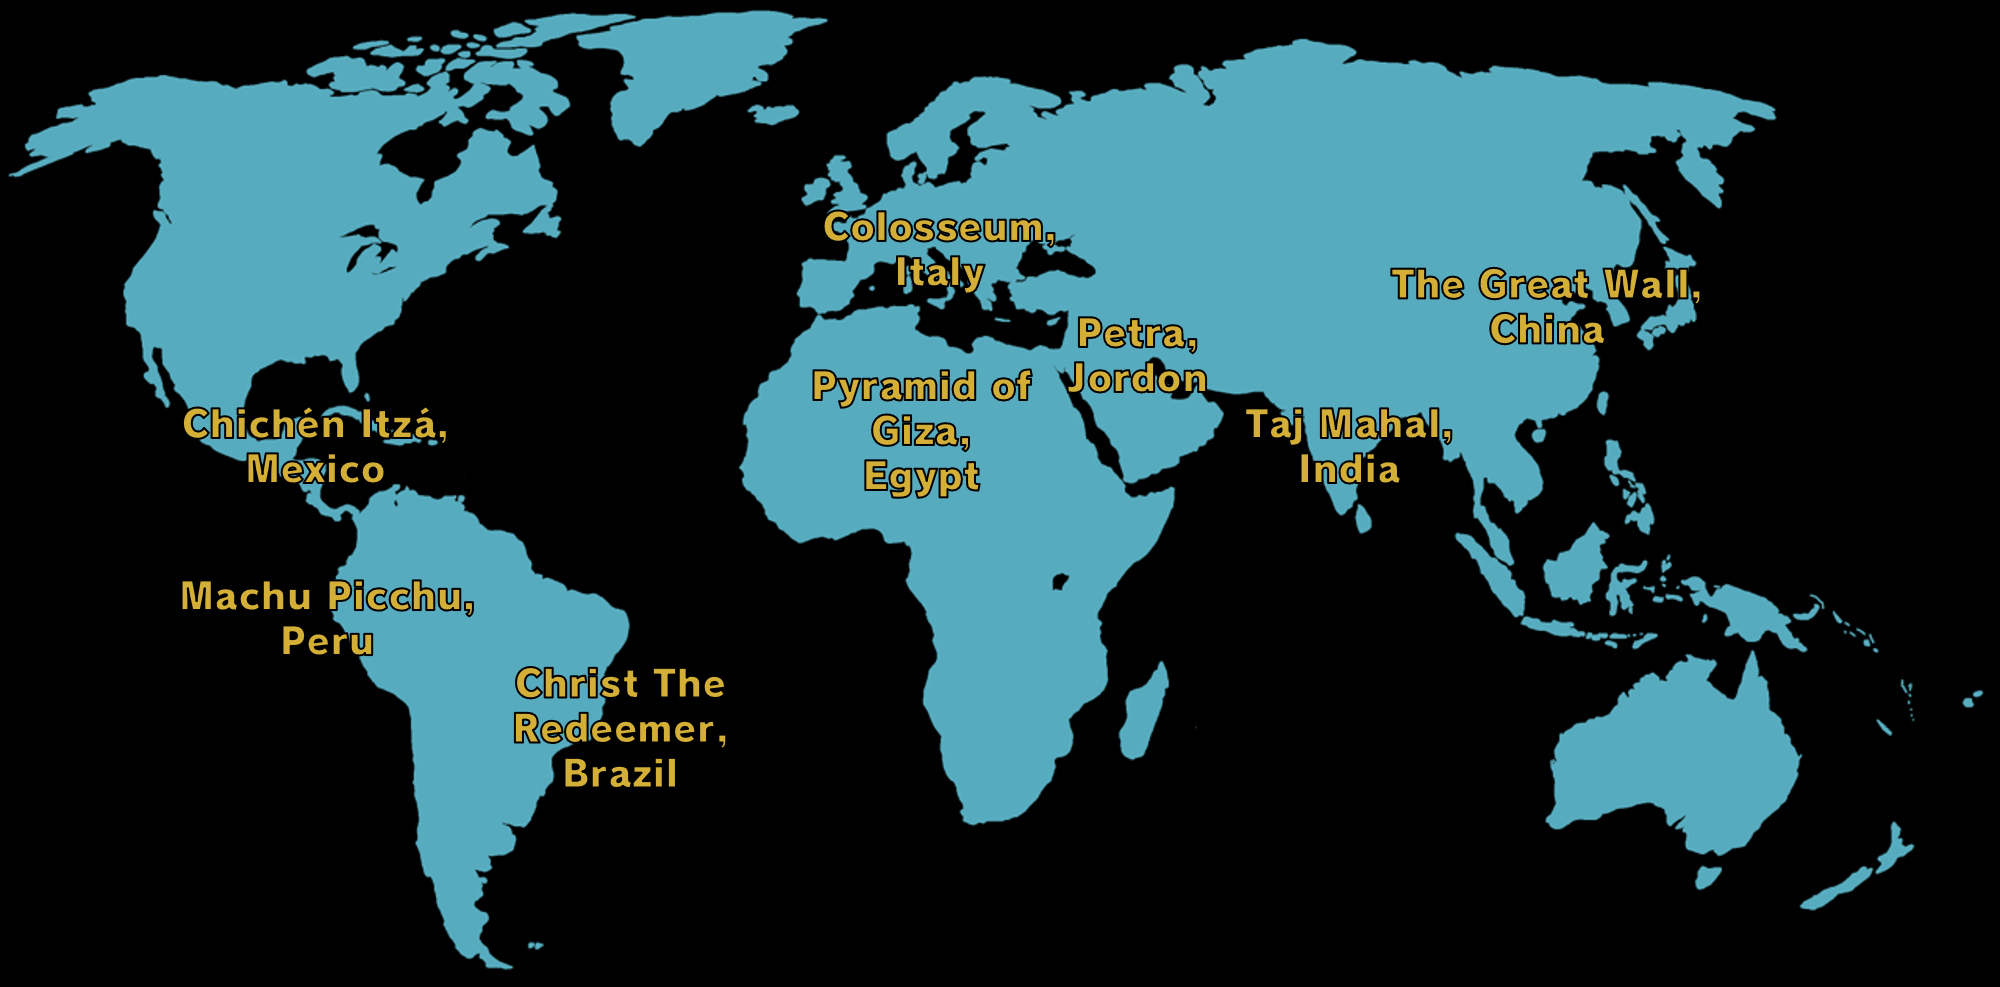 Colosseum,
Italy
The Great Wall,
China
Petra,
Jordon
Pyramid of
Giza,
Egypt
Chichén Itzá,
Mexico
Taj Mahal,
India
Machu Picchu,
Peru
Christ The
Redeemer,
Brazil